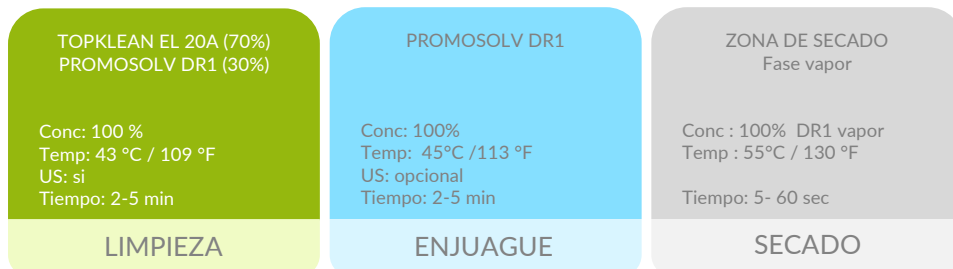 TOPKLEAN EL 20A (70%)
PROMOSOLV DR1 (30%)
Conc: 100 %
Temp: 43 °C / 109 °F
US: si
Tiempo: 2-5 min
LIMPIEZA
PROMOSOLV DR1
Conc: 100%
Temp:  45°C /113 °F
US: opcional
Tiempo: 2-5 min
ENJUAGUE
ZONA DE SECADO
Fase vapor
Conc : 100%  DR1 vapor
Temp : 55°C / 130 °F
Tiempo: 5- 60 sec
SECADO